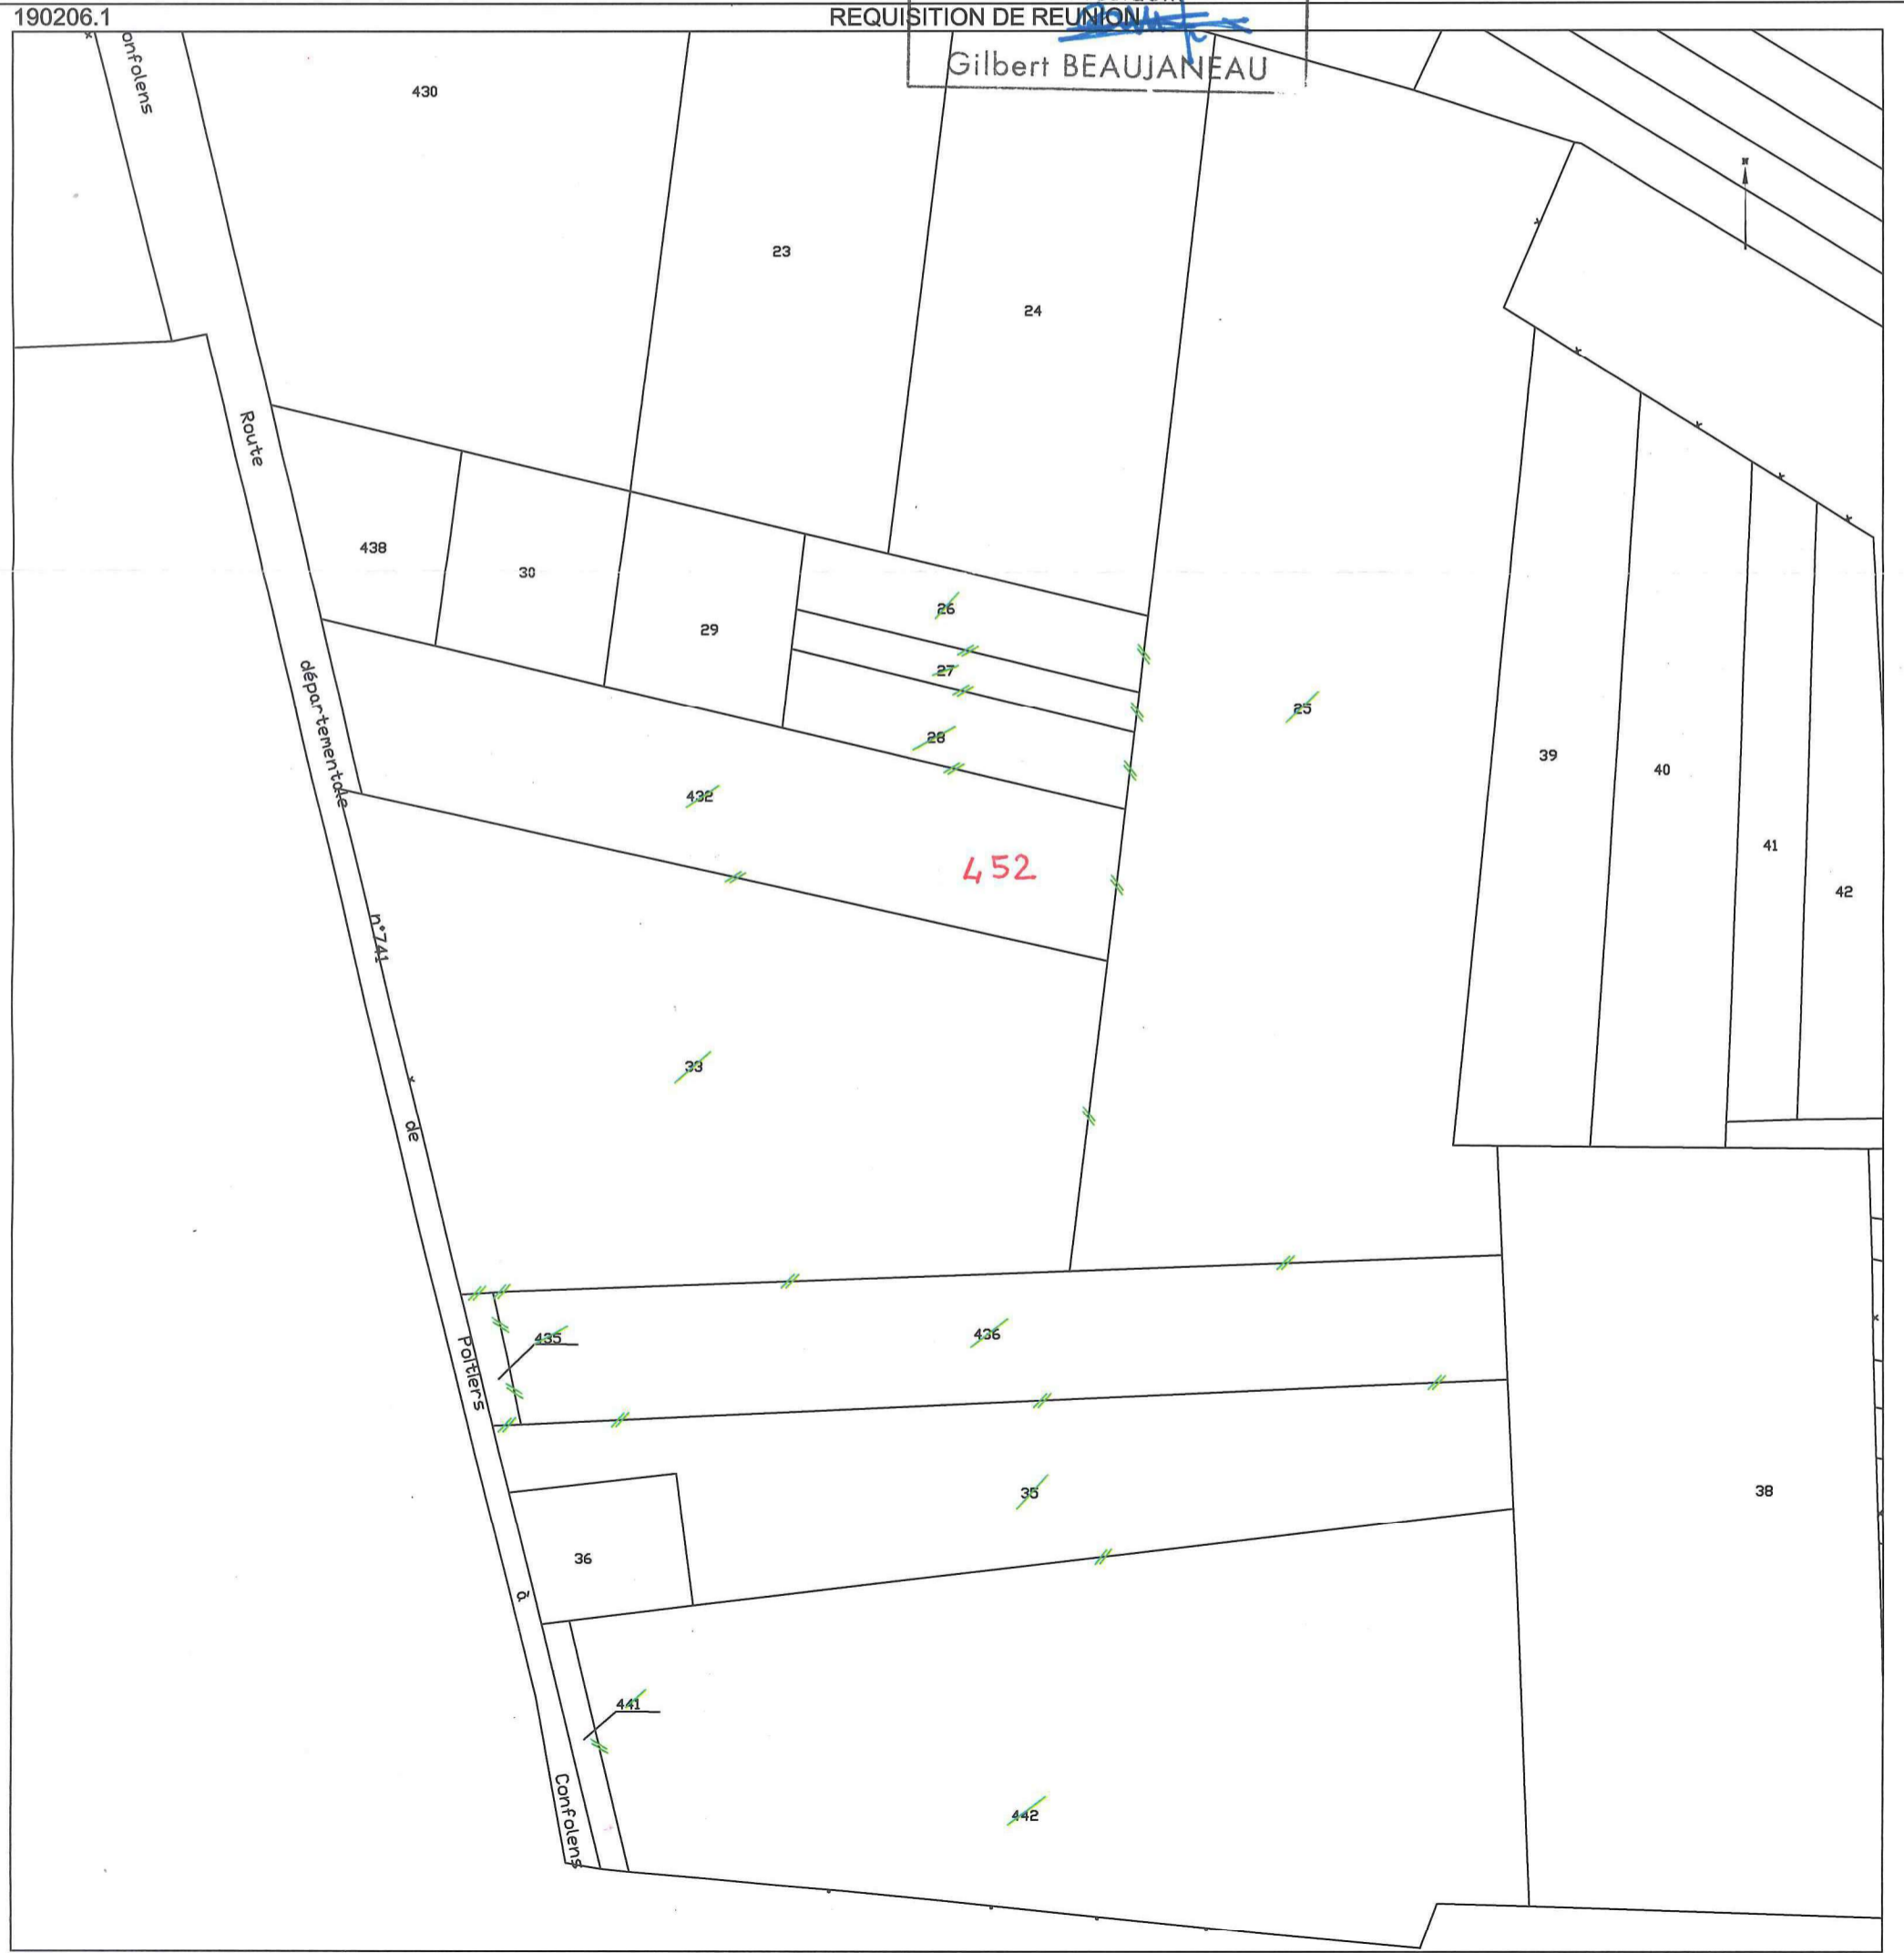 190206.1
REQUISITION DE REUNION
Gilbert BEAUJANEAU
onfolens
430
23
24
Route
438
30
29
26
27
28
25
départementale
432
452
39
40
41
42
n°741
33
de
435
436
Poitiers
35
38
36
à
441
Confolens
442